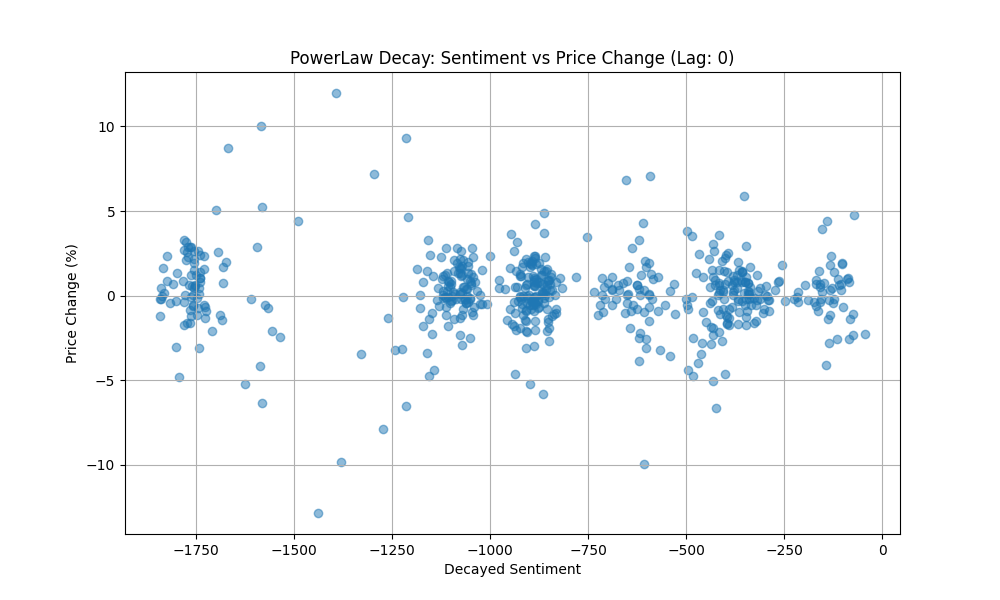 PowerLaw Decay: Sentiment vs Price Change (Lag: 0)
Price Change (%)
10
5
0
−5
−10
−1750 −1500 −1250 −1000 −750 −500 −250 0
Decayed Sentiment